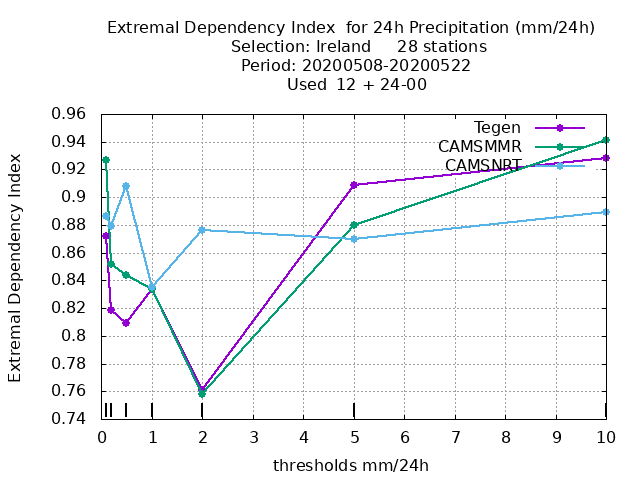 Extremal Dependency Index  for 24h Precipitation (mm/24h)
Selection: Ireland     28 stations
Period: 20200508-20200522
Used  12 + 24-00
Extremal Dependency Index
0.96
0.94
0.92
0.9
0.88
0.86
0.84
0.82
0.8
0.78
0.76
0.74
Tegen
CAMSMMR
CAMSNRT
0 1 2 3 4 5 6 7 8 9 10
thresholds mm/24h